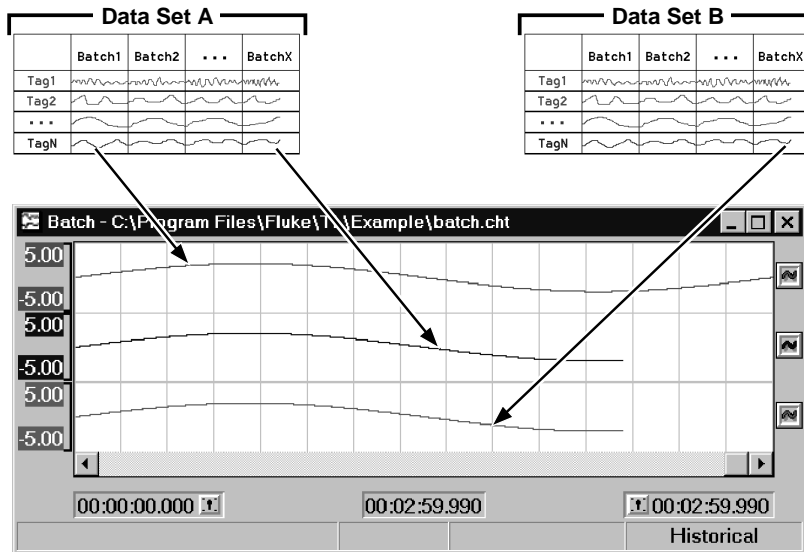 Data Set A
Data Set B
Batch1 Batch2 ... BatchX
Tag1
Tag2
...
TagN
Batch1 Batch2 ... BatchX
Tag1
Tag2
...
TagN
Batch - C:\Program Files\Fluke\T\Example\batch.cht
5.00
-5.00
5.00
-5.00
5.00
-5.00
00:00:00.000 00:02:59.990 00:02:59.990
Historical